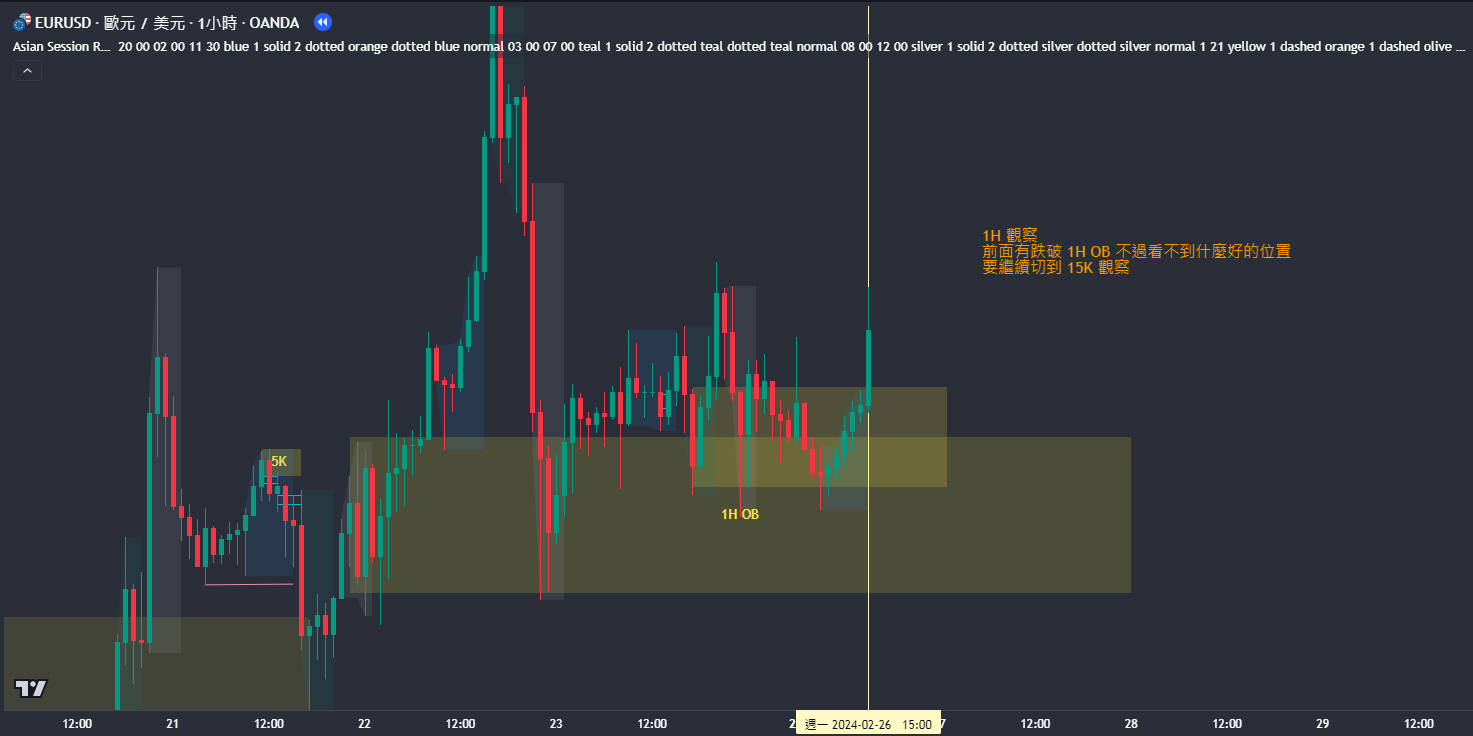 EURUSD · 歐元 / 美元 · 1小時 · OANDA
Asian Session R... 20 00 02 00 11 30 blue 1 solid 2 dotted orange dotted blue normal 03 00 07 00 teal 1 solid 2 dotted teal dotted teal normal 08 00 12 00 silver 1 solid 2 dotted silver dotted silver normal 1 21 yellow 1 dashed orange 1 dashed olive ...
1H 觀察
前面有跌破 1H OB 不過看不到什麼好的位置
要繼續切到 15K 觀察
5K
1H OB
12:00 21 12:00 22 12:00 23 12:00 2 週一 2024-02-26 15:00 7 12:00 28 12:00 29 12:00